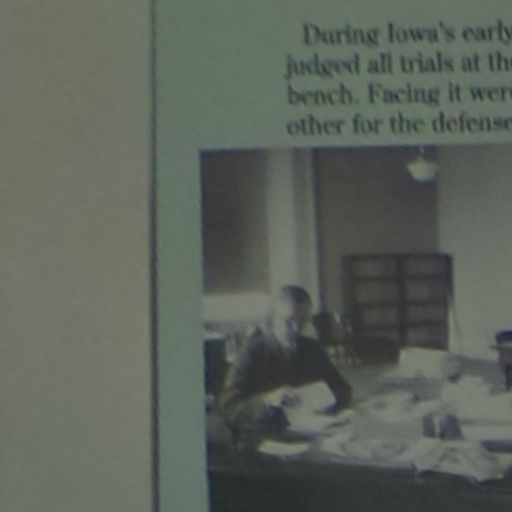 During Iowa's early
judged all trials at the
bench. Facing it were
other for the defense